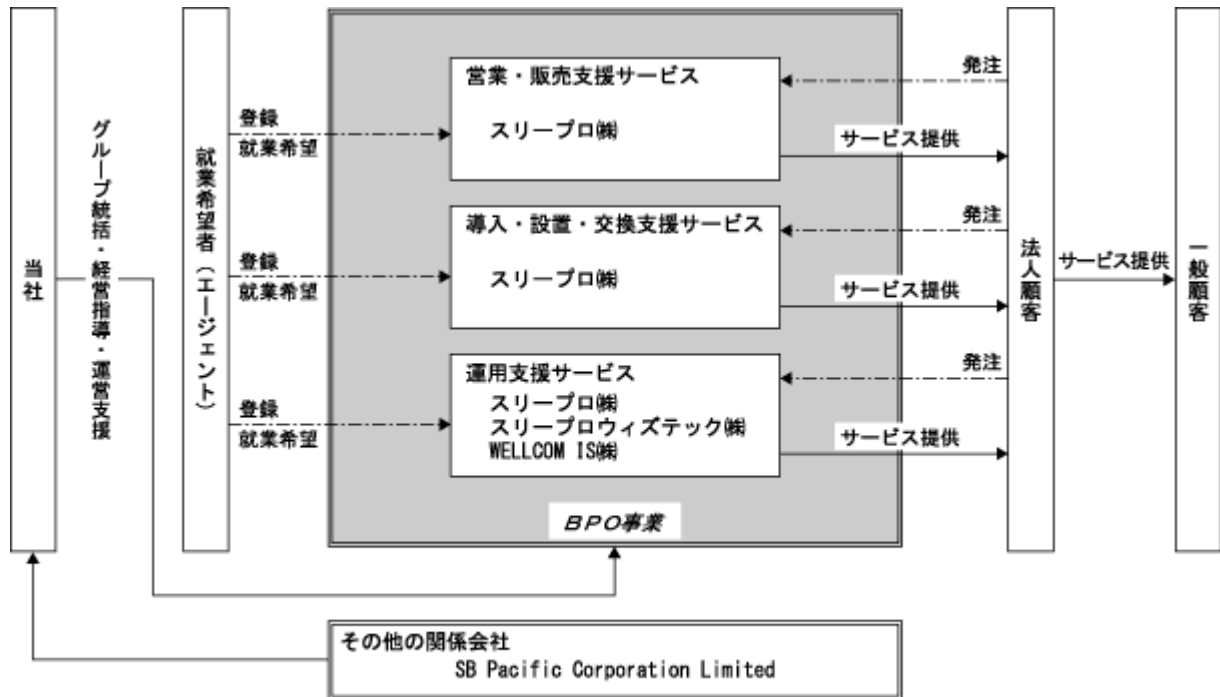 当社
グループ統括・経営指導・運営支援
就業希望者(エージェント)
登録
就業希望
営業・販売支援サービス
スリープロ㈱
発注
サービス提供
登録
就業希望
導入・設置・交換支援サービス
スリープロ㈱
発注
サービス提供
登録
就業希望
運用支援サービス
スリープロ㈱
スリープロウィズテック㈱
WELLCOM IS㈱
発注
サービス提供
BPO事業
法人顧客
サービス提供
一般顧客
その他の関係会社
SB Pacific Corporation Limited